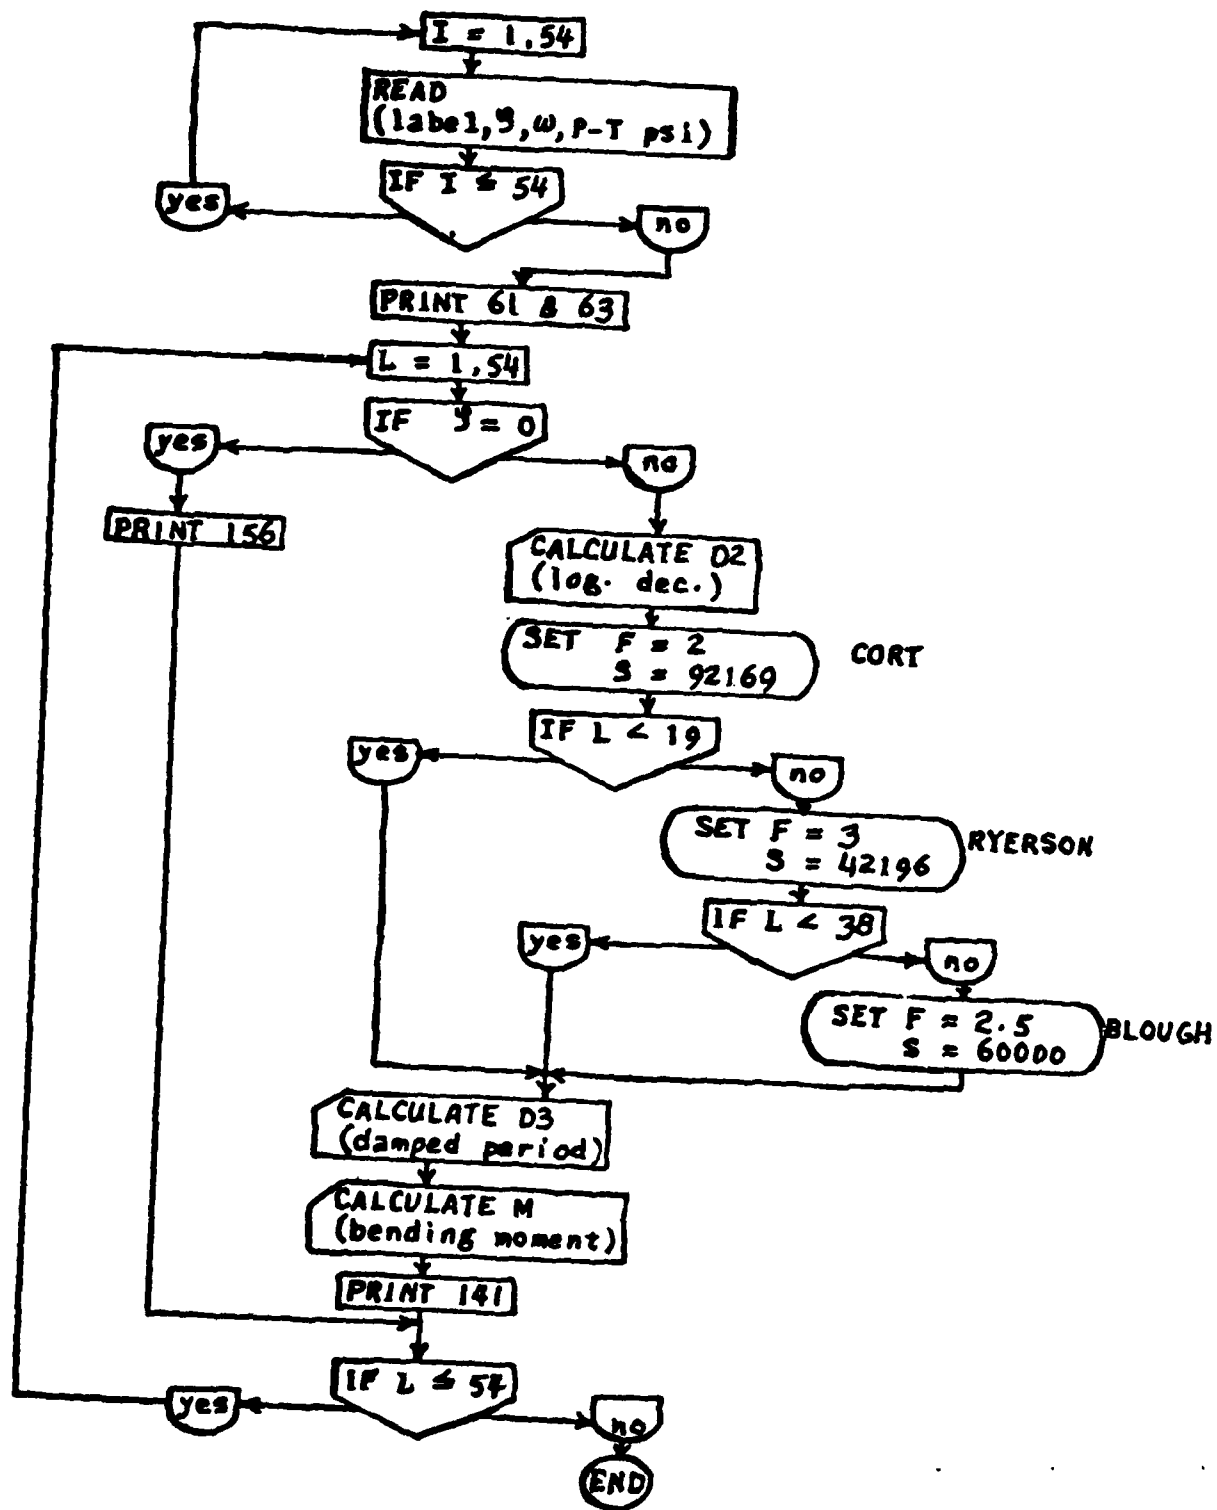 I = 1,54
READ
(label, ζ, ω, P-T psi)
IF I ≤ 54
yes
no
PRINT 61 & 63
L = 1,54
IF ζ = 0
yes
no
PRINT 156
CALCULATE D2
(log. dec.)
SET F = 2
S = 92169
CORT
IF L < 19
yes
no
SET F = 3
S = 42196
RYERSON
IF L < 38
yes
no
SET F = 2.5
S = 60000
BLOUGH
CALCULATE D3
(damped period)
CALCULATE M
(bending moment)
PRINT 141
IF L ≤ 54
yes
no
END